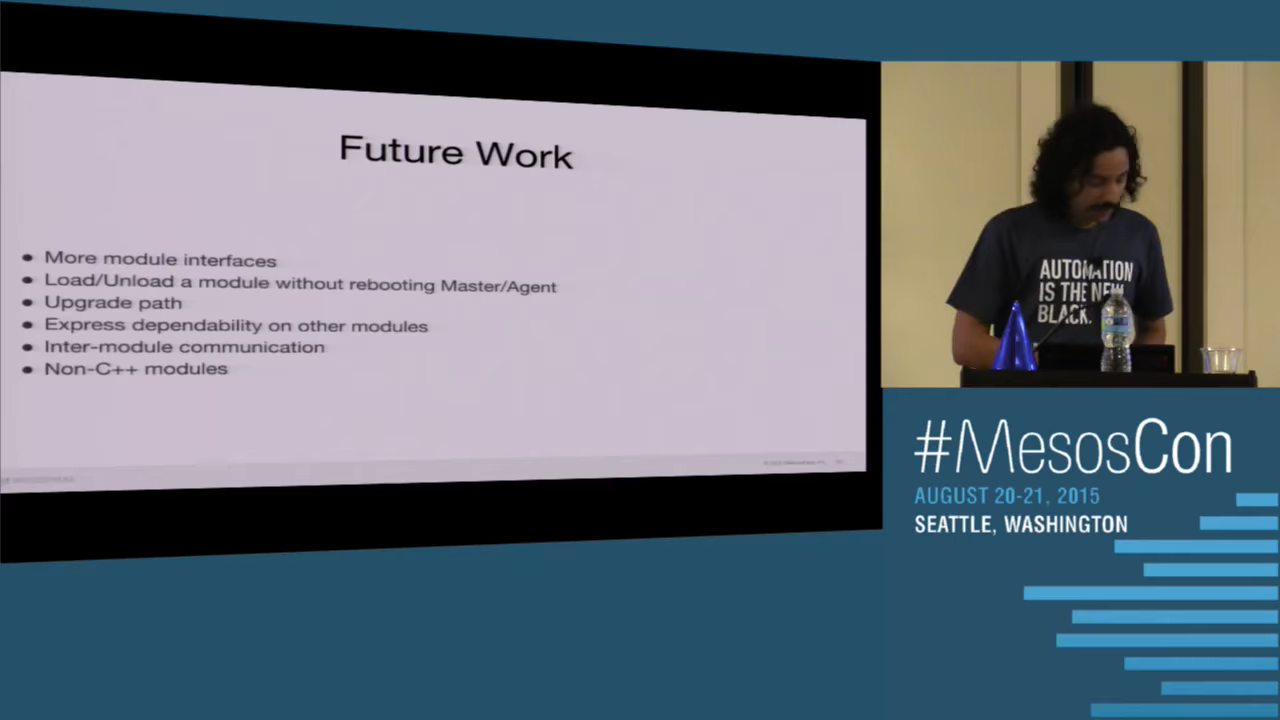 Future Work
More module interfaces
Load/Unload a module without rebooting Master/Agent
Upgrade path
Express dependability on other modules
Inter-module communication
Non-C++ modules
AUTOMATION
IS THE NEW
BLACK.
#MesosCon
AUGUST 20-21, 2015
SEATTLE, WASHINGTON